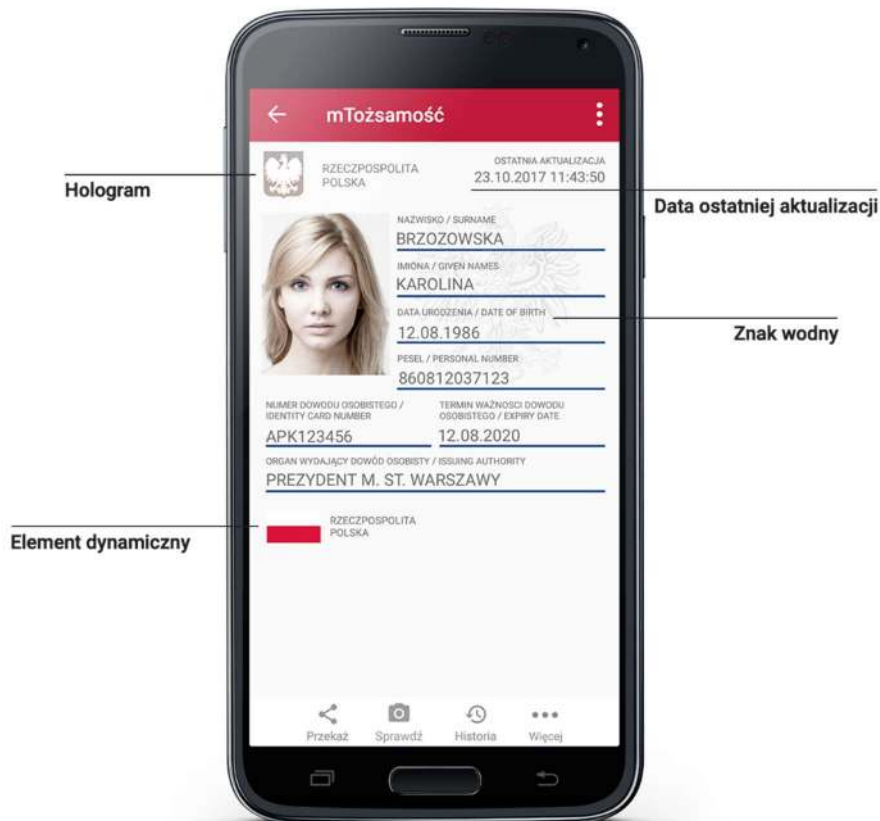 mTożsamość
RZECZPOSPOLITA
POLSKA
OSTATNIA AKTUALIZACJA
23.10.2017 11:43:50
Hologram
Data ostatniej aktualizacji
NAZWISKO / SURNAME
BRZOZOWSKA
IMIONA / GIVEN NAMES
KAROLINA
DATA URODZENIA / DATE OF BIRTH
12.08.1986
Znak wodny
PESEL / PERSONAL NUMBER
860812037123
NUMER DOWODU OSOBISTEGO /
IDENTITY CARD NUMBER
APK123456
TERMIN WAŻNOSCI DOWODU
OSOBISTEGO / EXPIRY DATE
12.08.2020
ORGAN WYDAJĄCY DOWÓD OSOBISTY / ISSUING AUTHORITY
PREZYDENT M. ST. WARSZAWY
Element dynamiczny
RZECZPOSPOLITA
POLSKA
Przekaż
Sprawdź
Historia
Więcej